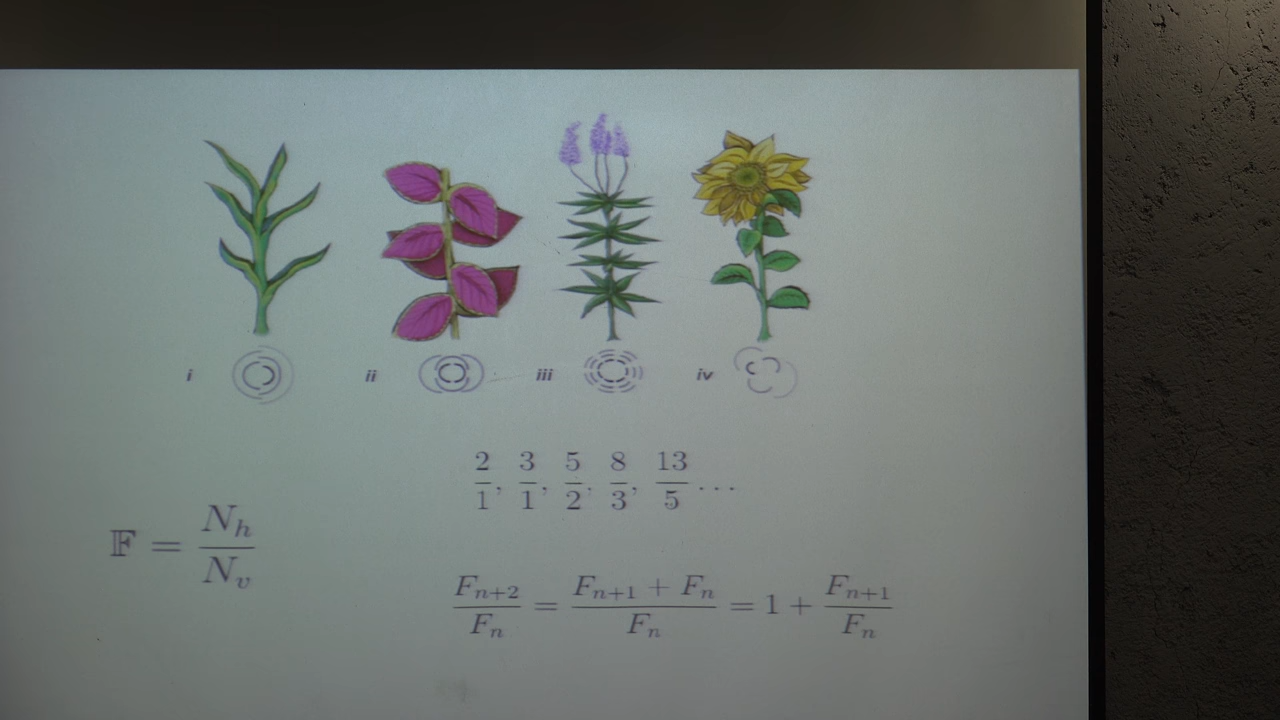 i ii iii iv
2/1, 3/1, 5/2, 8/3, 13/5 ...
𝔽 = N_h/N_v
F_{n+2}/F_n = (F_{n+1} + F_n)/F_n = 1 + F_{n+1}/F_n